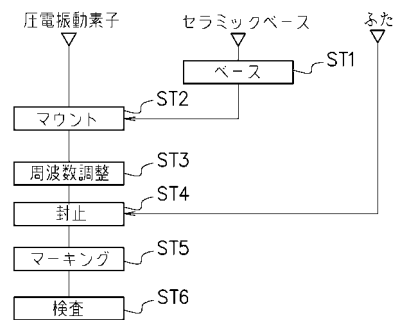 圧電振動素子
セラミックベース
ふた
ベース
ST1
マウント
ST2
周波数調整
ST3
封止
ST4
マーキング
ST5
検査
ST6